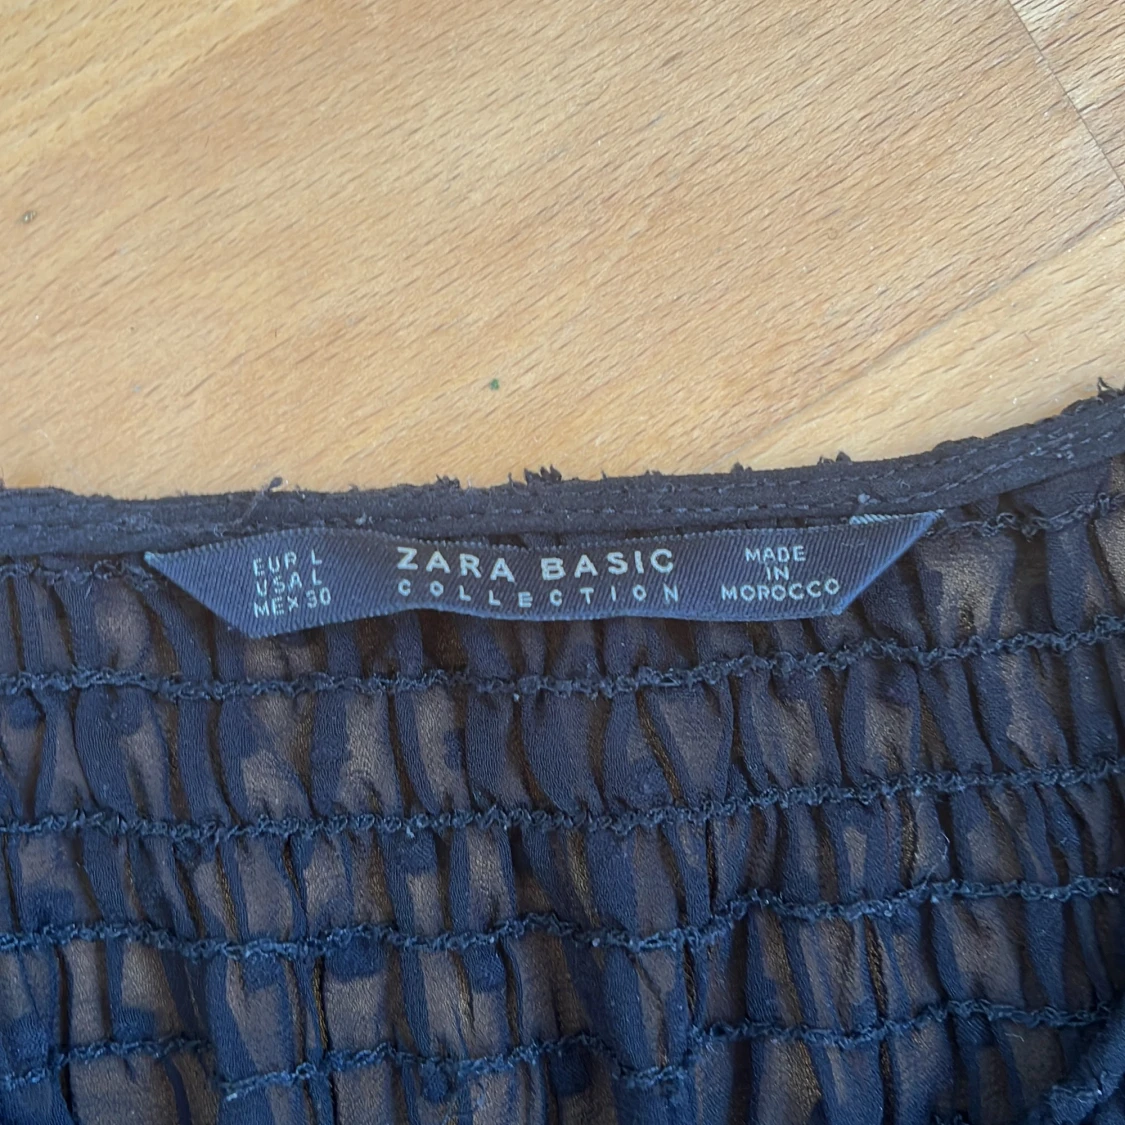 EUR L
USA L
MEX 30
ZARA BASIC
COLLECTION
MADE
IN
MOROCCO